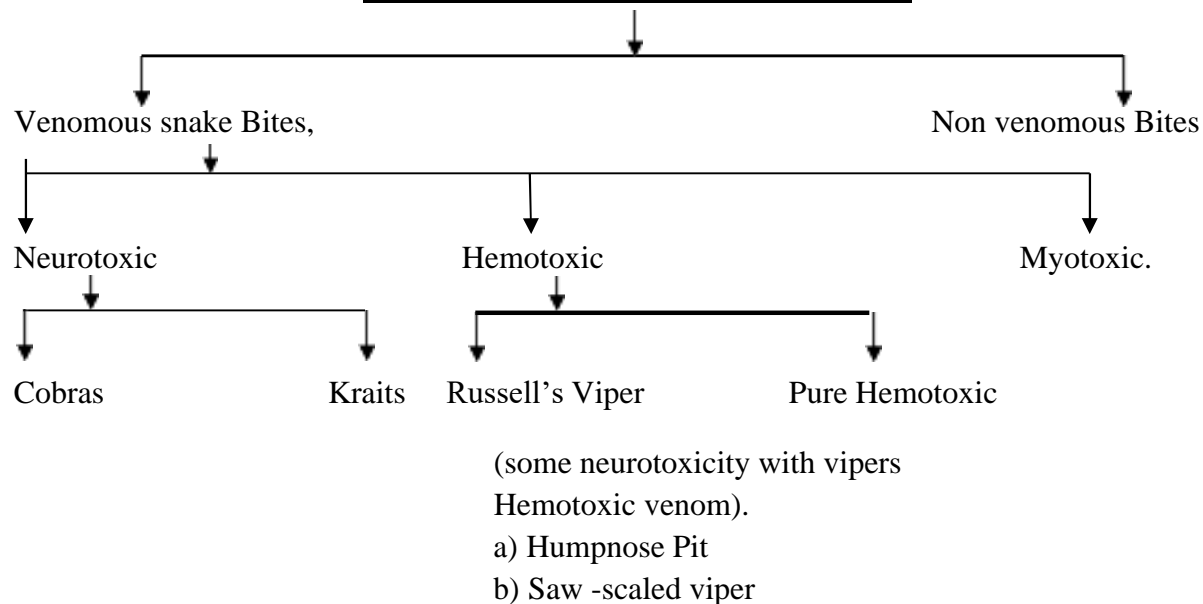 Venomous snake Bites, Non venomous Bites
Neurotoxic Hemotoxic Myotoxic.
Cobras Kraits Russell’s Viper Pure Hemotoxic
(some neurotoxicity with vipers
Hemotoxic venom).
a) Humpnose Pit
b) Saw -scaled viper